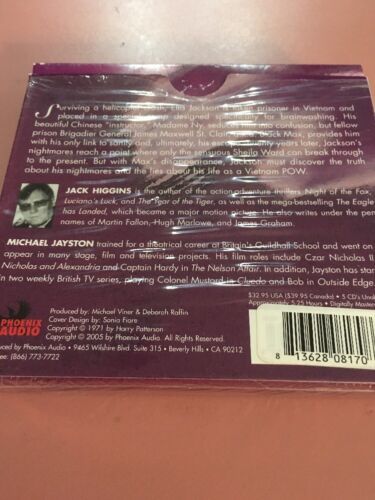 Surviving a helicopter crash, Ellis Jackson is taken prisoner in Vietnam and
placed in a special designed specifically for brainwashing. His
beautiful Chinese "instructor," Madame Ny, seduces him into confusion, but fellow
prison Brigadier General James Maxwell St. Claire "Black Max, provides him
with his only link to sanity and, ultimately, his escape. Twenty years later, Jackson's
nightmares reach a point where only the sensuous Sheila Ward can break through
to the present. But with Max's disappearance, Jackson must discover the truth
about his nightmares and the lies about his life as a Vietnam POW.
JACK HIGGINS is the author of the action-adventure thrillers Night of the Fox,
Luciano's Luck, and The Year of the Tiger, as well as the mega-bestselling The Eagle
has Landed, which became a major motion picture. He also writes under the pen
names of Martin Fallon, Hugh Marlowe, and James Graham.
MICHAEL JAYSTON trained for a theatrical career at Britain's Guildhall School and went on
appear in many stage, film and television projects. His film roles include Czar Nicholas II
Nicholas and Alexandria and Captain Hardy in The Nelson Affair. In addition, Jayston has star
in two weekly British TV series, playing Colonel Mustard in Cluedo and Bob in Outside Edge.
$32.95 USA ($39.95 Canada) • 5 CD's Una
Approximately 5.25 Hours • Digitally Master
PHOENIX
AUDIO
Produced by: Michael Viner & Deborah Raffin
Cover Design by: Sonia Fiore
Copyright © 1971 by Harry Patterson
Copyright © 2005 by Phoenix Audio. All Rights Reserved.
duced by Phoenix Audio • 9465 Wilshire Blvd. Suite 315 • Beverly Hills • CA 90212
ee: (866) 773-7722
8 13628 08170